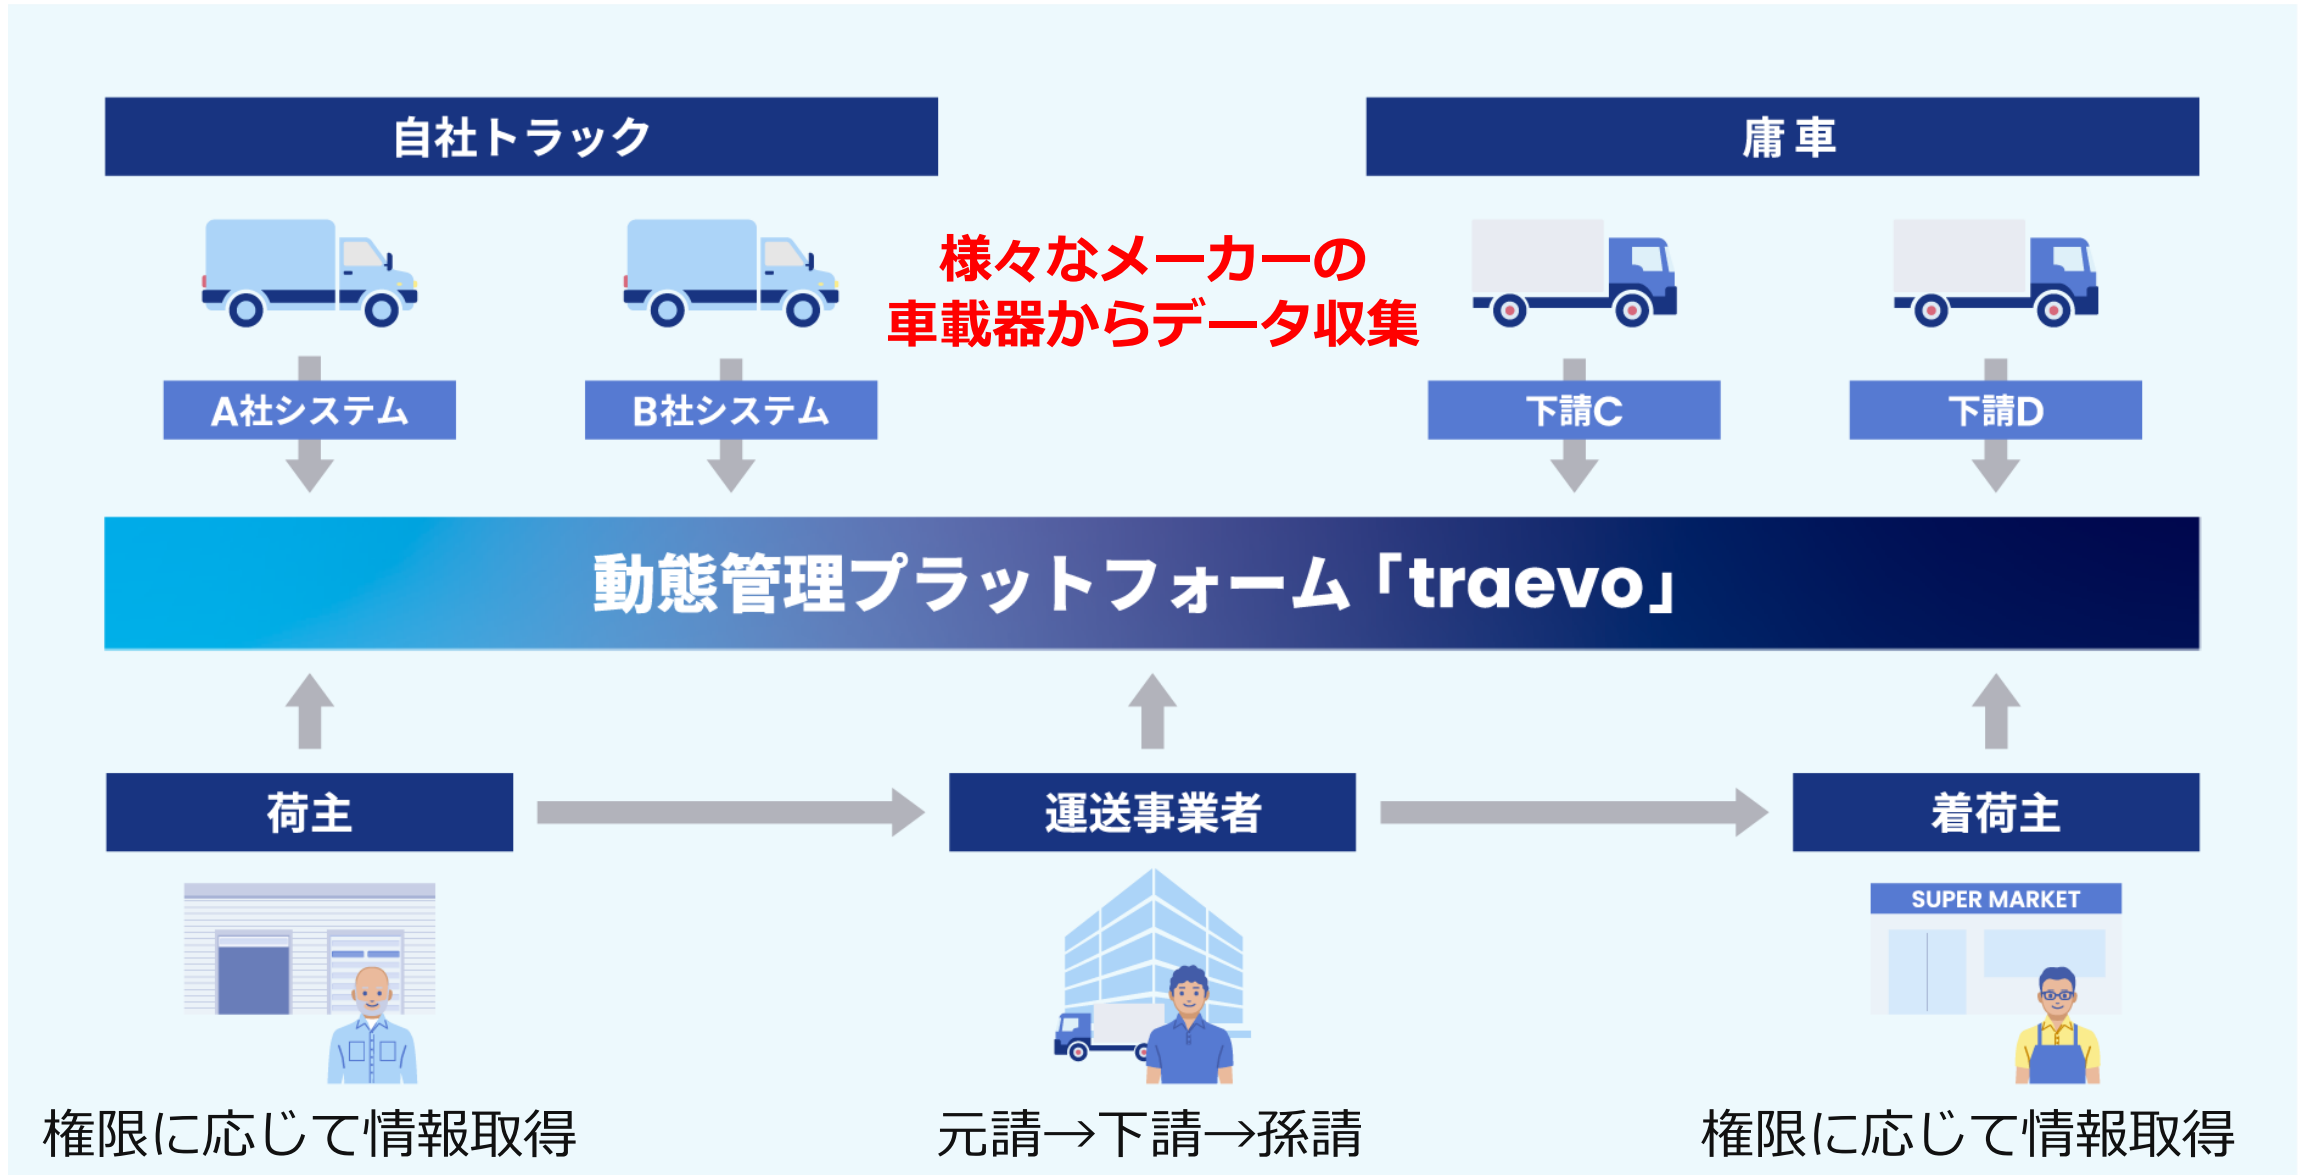 自社トラック
庸車
様々なメーカーの
車載器からデータ収集
A社システム
B社システム
下請C
下請D
動態管理プラットフォーム「traevo」
荷主
運送事業者
着荷主
SUPER MARKET
権限に応じて情報取得
元請→下請→孫請
権限に応じて情報取得